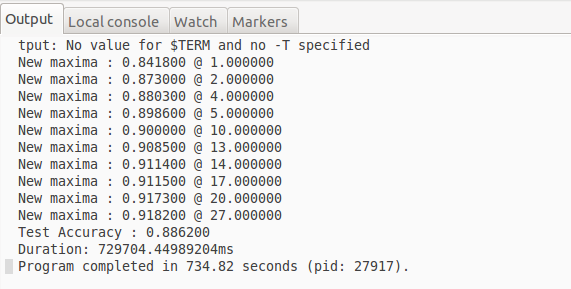 Output Local console Watch Markers
tput: No value for $TERM and no -T specified
New maxima : 0.841800 @ 1.000000
New maxima : 0.873000 @ 2.000000
New maxima : 0.880300 @ 4.000000
New maxima : 0.898600 @ 5.000000
New maxima : 0.900000 @ 10.000000
New maxima : 0.908500 @ 13.000000
New maxima : 0.911400 @ 14.000000
New maxima : 0.911500 @ 17.000000
New maxima : 0.917300 @ 20.000000
New maxima : 0.918200 @ 27.000000
Test Accuracy : 0.886200
Duration: 729704.44989204ms
Program completed in 734.82 seconds (pid: 27917).